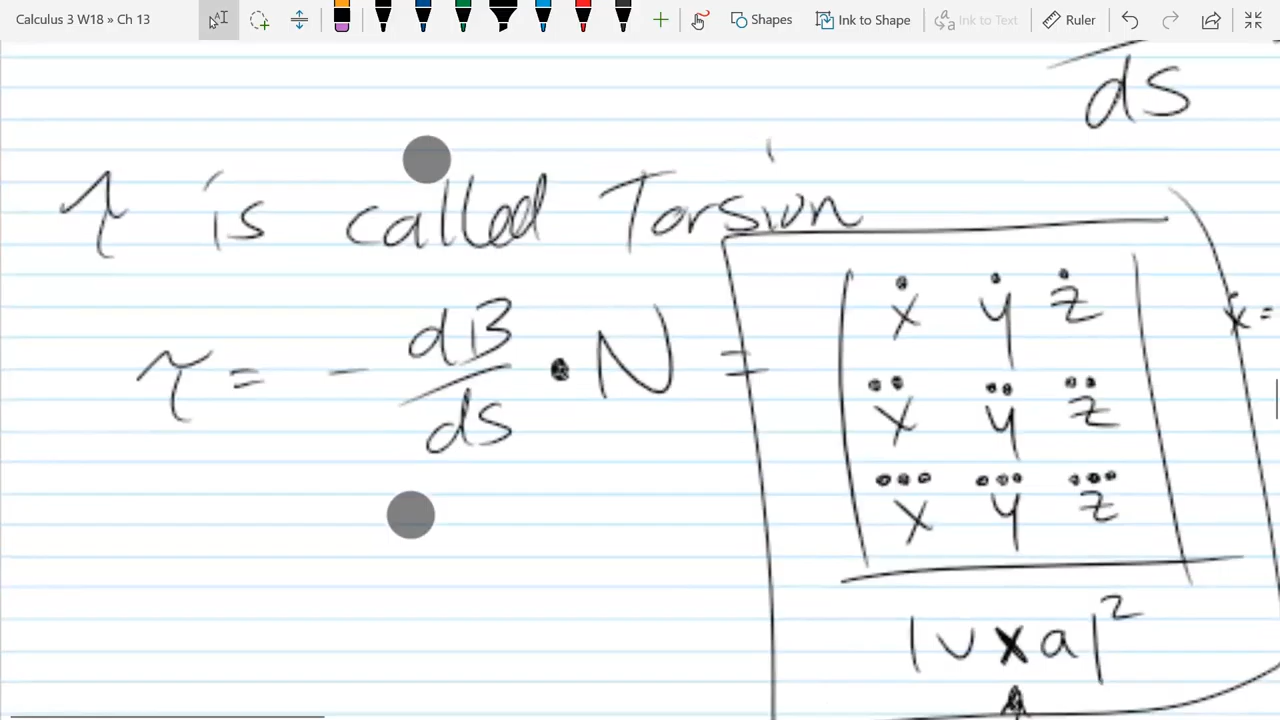 Calculus 3 W18 » Ch 13
Shapes
Ink to Shape
Ink to Text
Ruler
ds
τ is called Torsion
τ = - dB/ds • N = | ẋ ẏ ż |
| ẍ ÿ z̈ |
| x⃛ y⃛ z⃛ |
|v x a|²
ẋ =